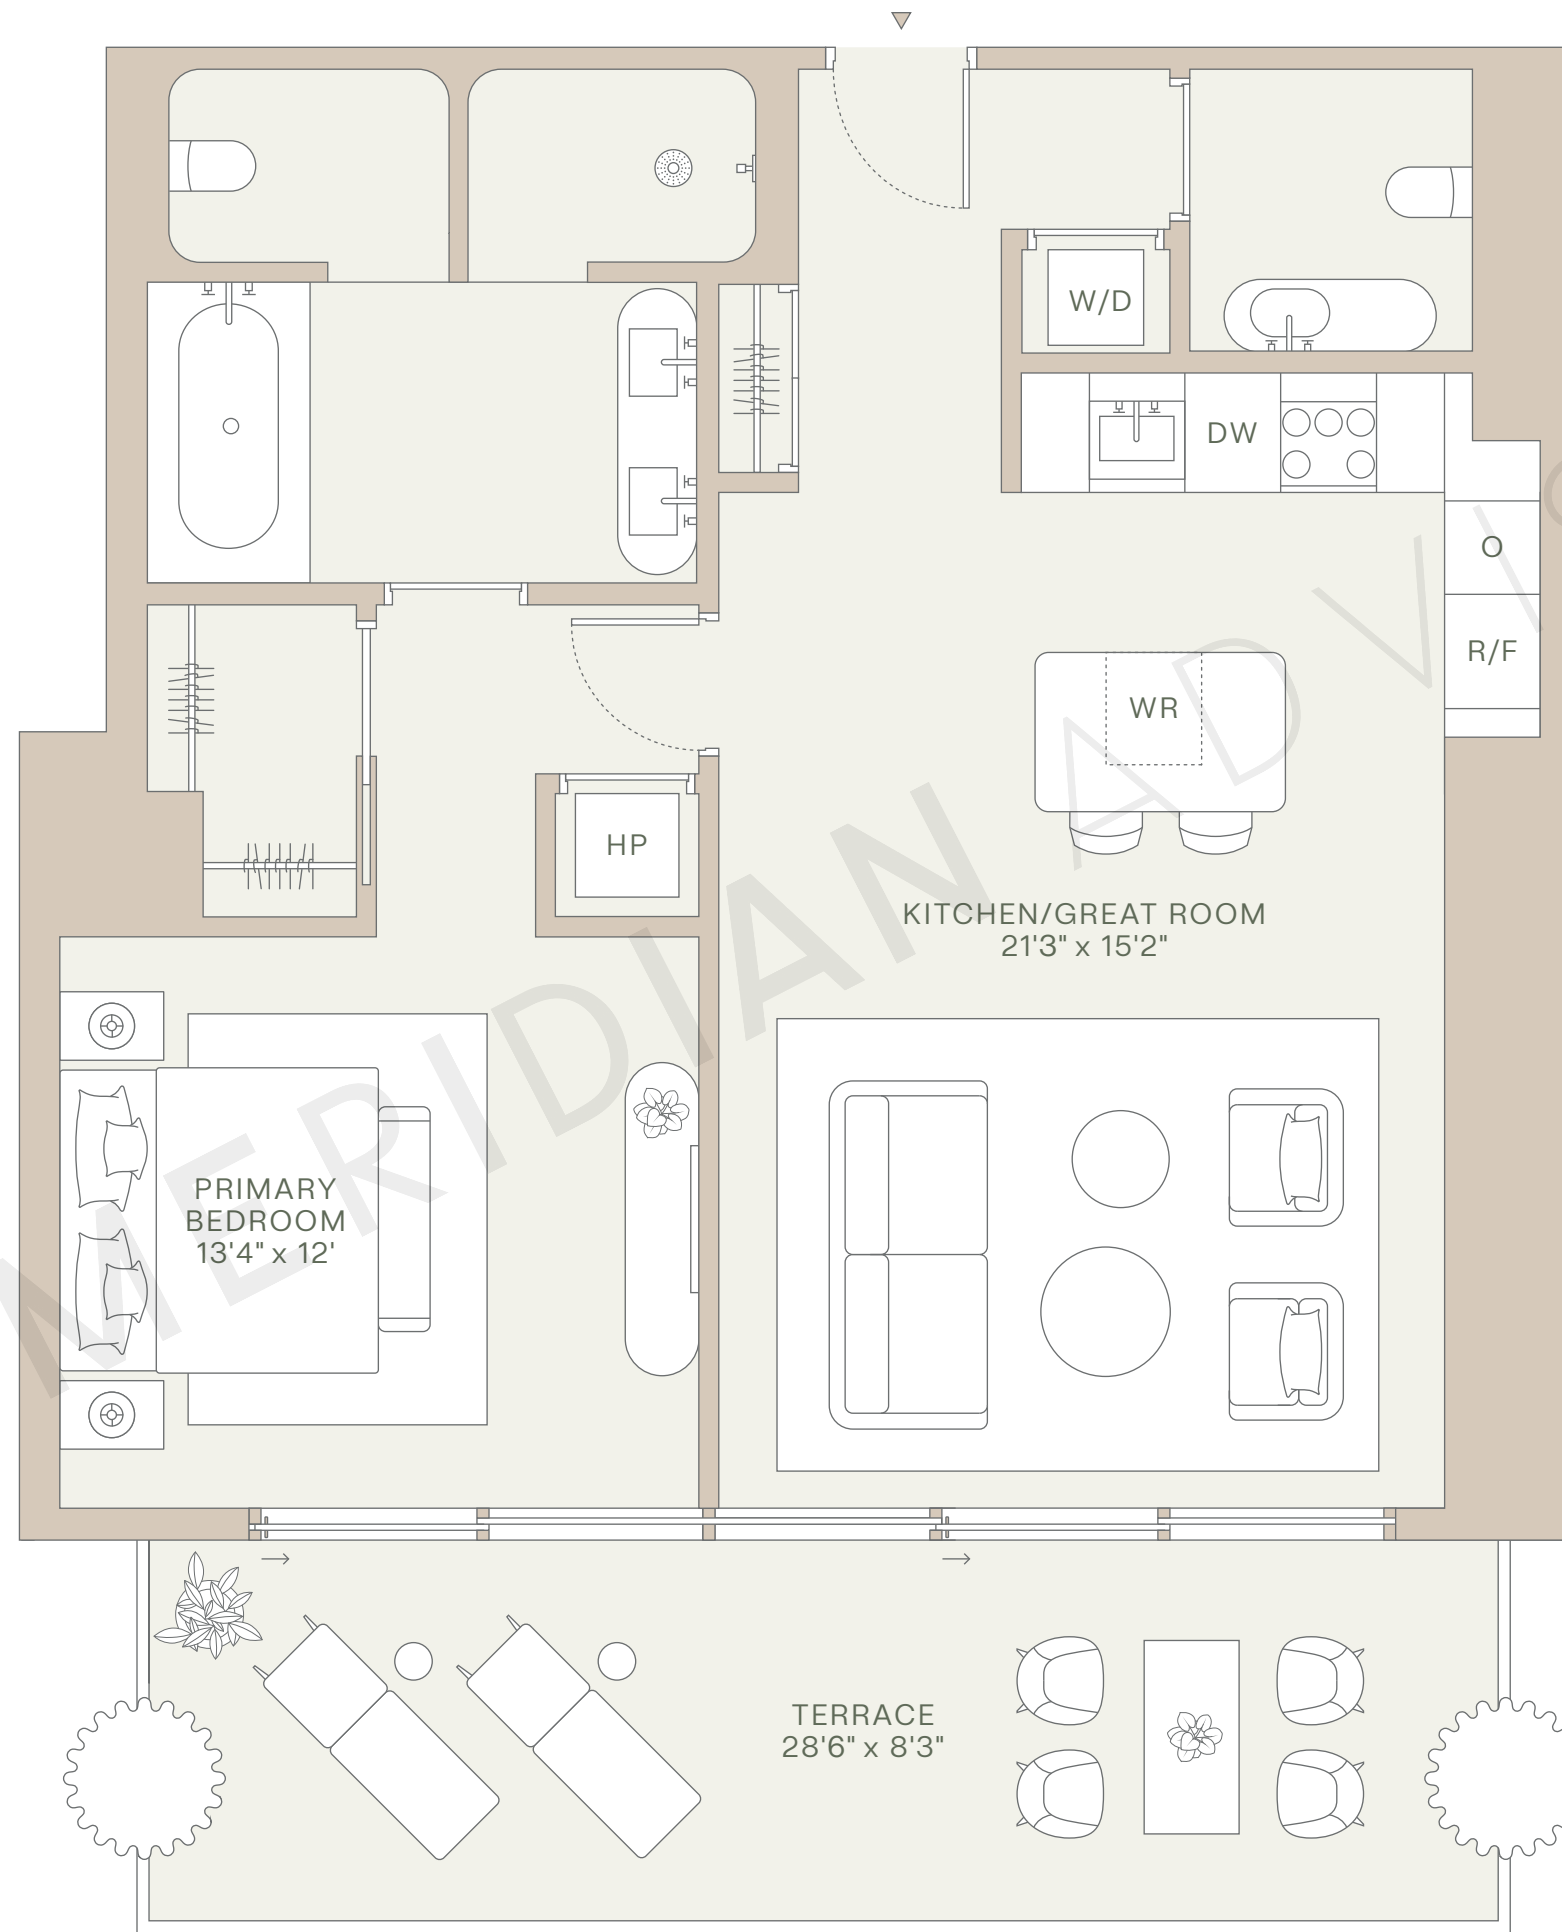 W/D
DW
O
R/F
WR
HP
KITCHEN/GREAT ROOM
21'3" x 15'2"
PRIMARY
BEDROOM
13'4" x 12'
TERRACE
28'6" x 8'3"
MERIDIAN